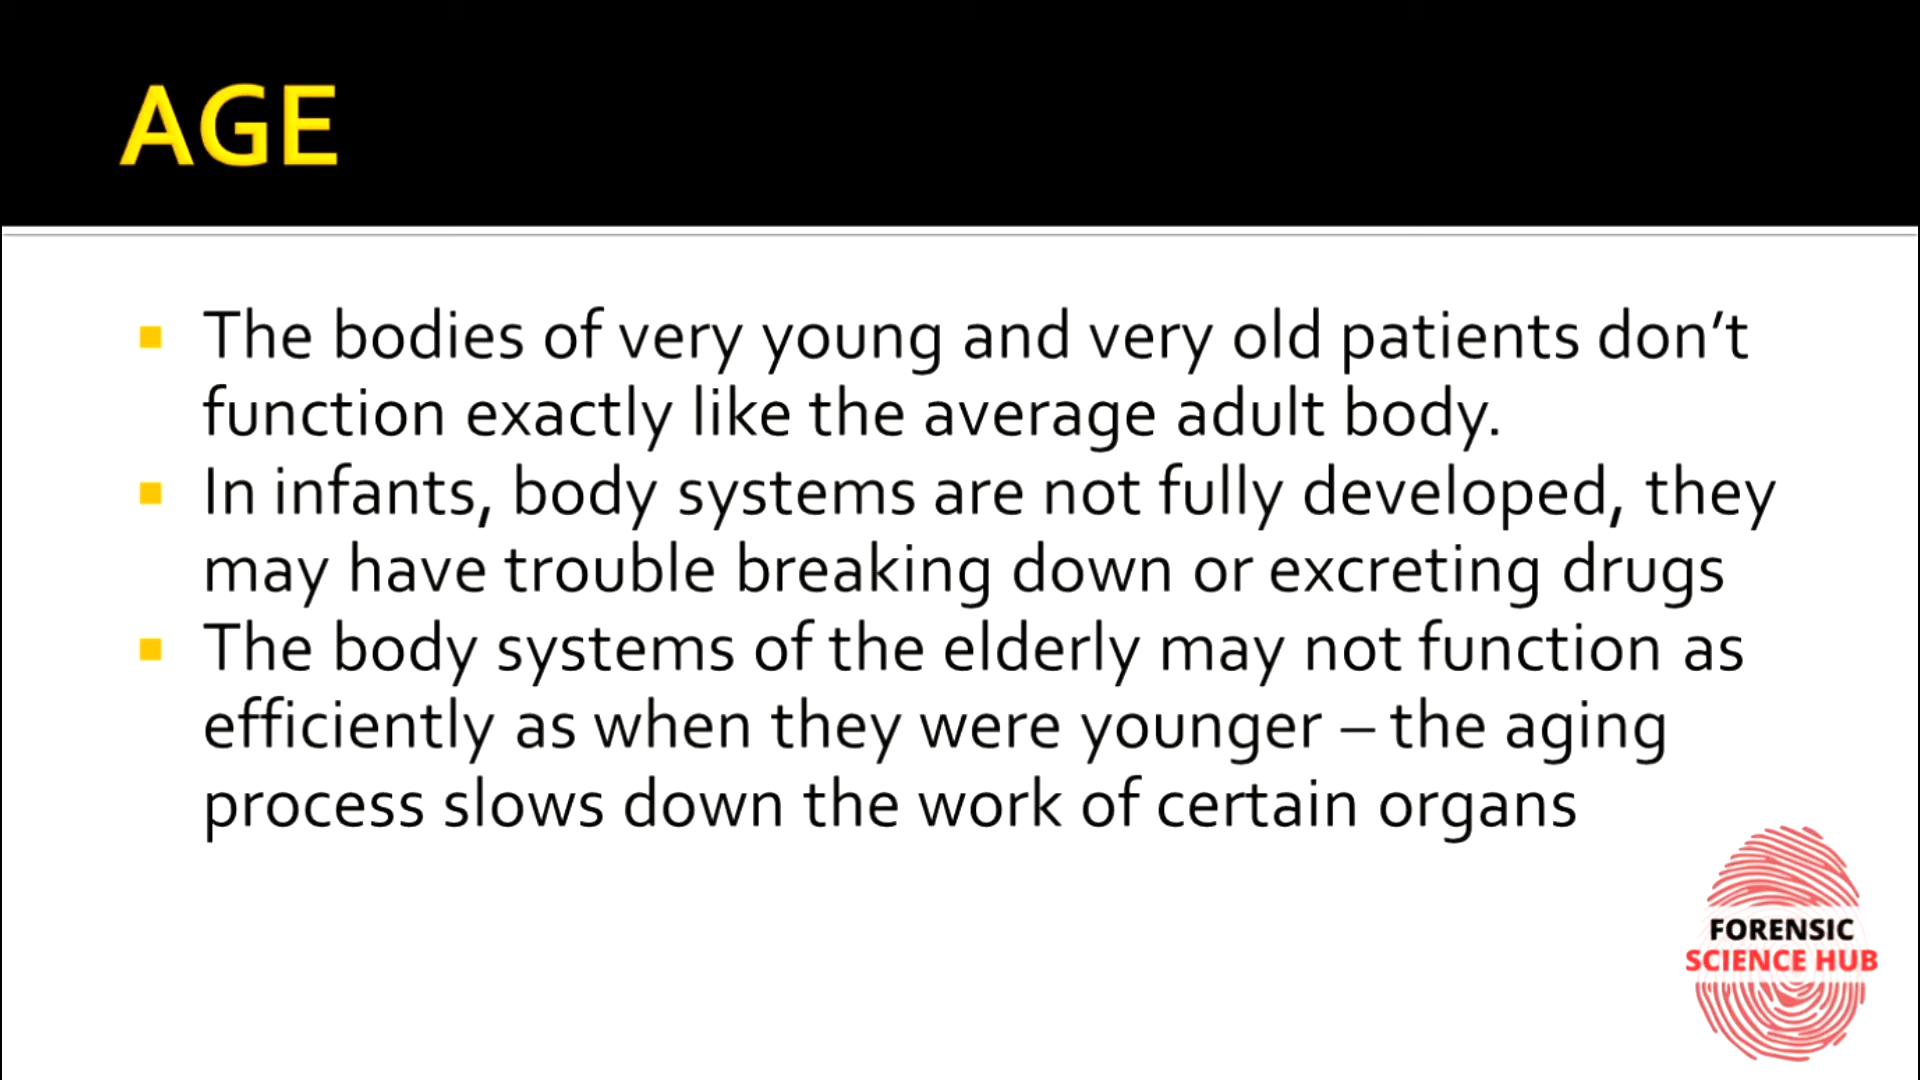 AGE
The bodies of very young and very old patients don’t
function exactly like the average adult body.
In infants, body systems are not fully developed, they
may have trouble breaking down or excreting drugs
The body systems of the elderly may not function as
efficiently as when they were younger – the aging
process slows down the work of certain organs
FORENSIC
SCIENCE HUB